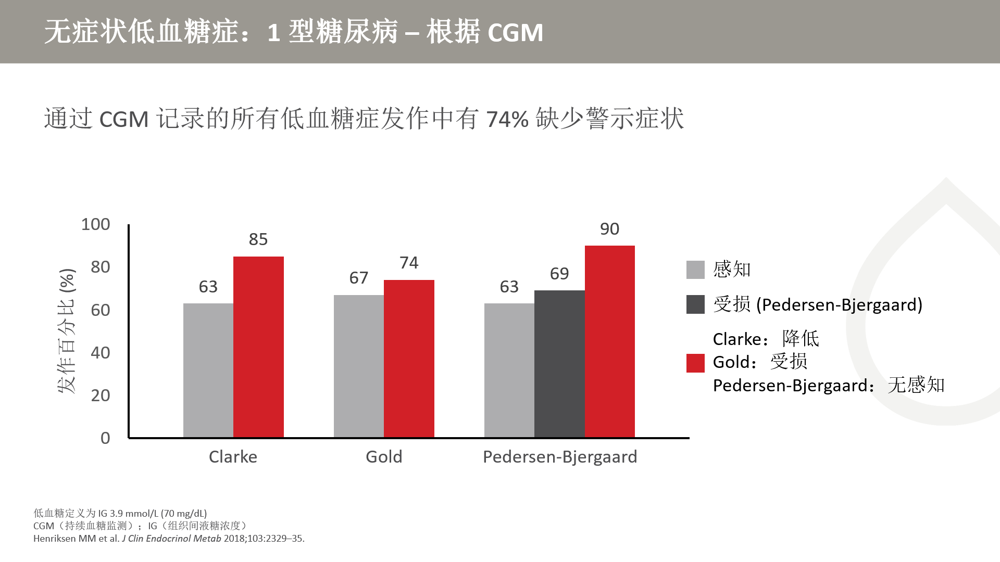 无症状低血糖症：1 型糖尿病 – 根据 CGM
通过 CGM 记录的所有低血糖症发作中有 74% 缺少警示症状
发作百分比 (%)
100
80
60
40
20
0
63
85
67
74
63
69
90
Clarke
Gold
Pedersen-Bjergaard
感知
受损 (Pedersen-Bjergaard)
Clarke：降低
Gold：受损
Pedersen-Bjergaard：无感知
低血糖定义为 IG 3.9 mmol/L (70 mg/dL)
CGM（持续血糖监测）；IG（组织间液糖浓度）
Henriksen MM et al. J Clin Endocrinol Metab 2018;103:2329–35.